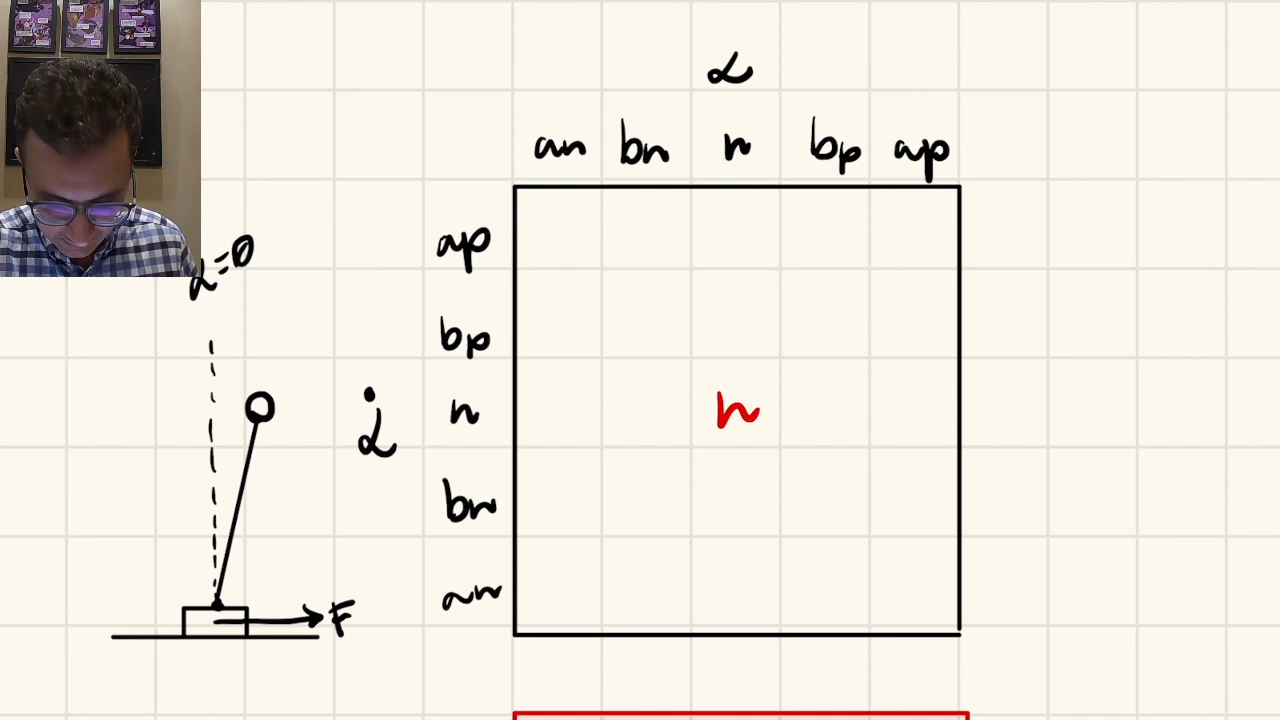 α
an bn n bp ap
α=0
ap
bp
n
α̇
n
bn
an
F